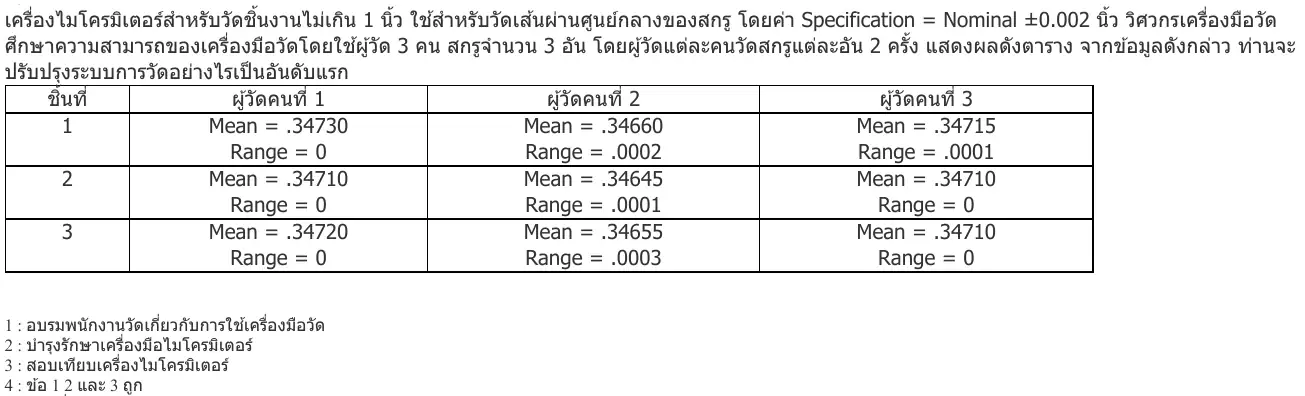 เครื่องไมโครมิเตอร์สำหรับวัดชิ้นงานไม่เกิน 1 นิ้ว ใช้สำหรับวัดเส้นผ่านศูนย์กลางของสกรู โดยค่า Specification = Nominal ±0.002 นิ้ว วิศวกรเครื่องมือวัด
ศึกษาความสามารถของเครื่องมือวัดโดยใช้ผู้วัด 3 คน สกรูจำนวน 3 อัน โดยผู้วัดแต่ละคนวัดสกรูแต่ละอัน 2 ครั้ง แสดงผลดังตาราง จากข้อมูลดังกล่าว ท่านจะ
ปรับปรุงระบบการวัดอย่างไรเป็นอันดับแรก
ชิ้นที่ ผู้วัดคนที่ 1 ผู้วัดคนที่ 2 ผู้วัดคนที่ 3
1 Mean = .34730 Mean = .34660 Mean = .34715
Range = 0 Range = .0002 Range = .0001
2 Mean = .34710 Mean = .34645 Mean = .34710
Range = 0 Range = .0001 Range = 0
3 Mean = .34720 Mean = .34655 Mean = .34710
Range = 0 Range = .0003 Range = 0
1 : อบรมพนักงานวัดเกี่ยวกับการใช้เครื่องมือวัด
2 : บำรุงรักษาเครื่องมือไมโครมิเตอร์
3 : สอบเทียบเครื่องไมโครมิเตอร์
4 : ข้อ 1 2 และ 3 ถูก